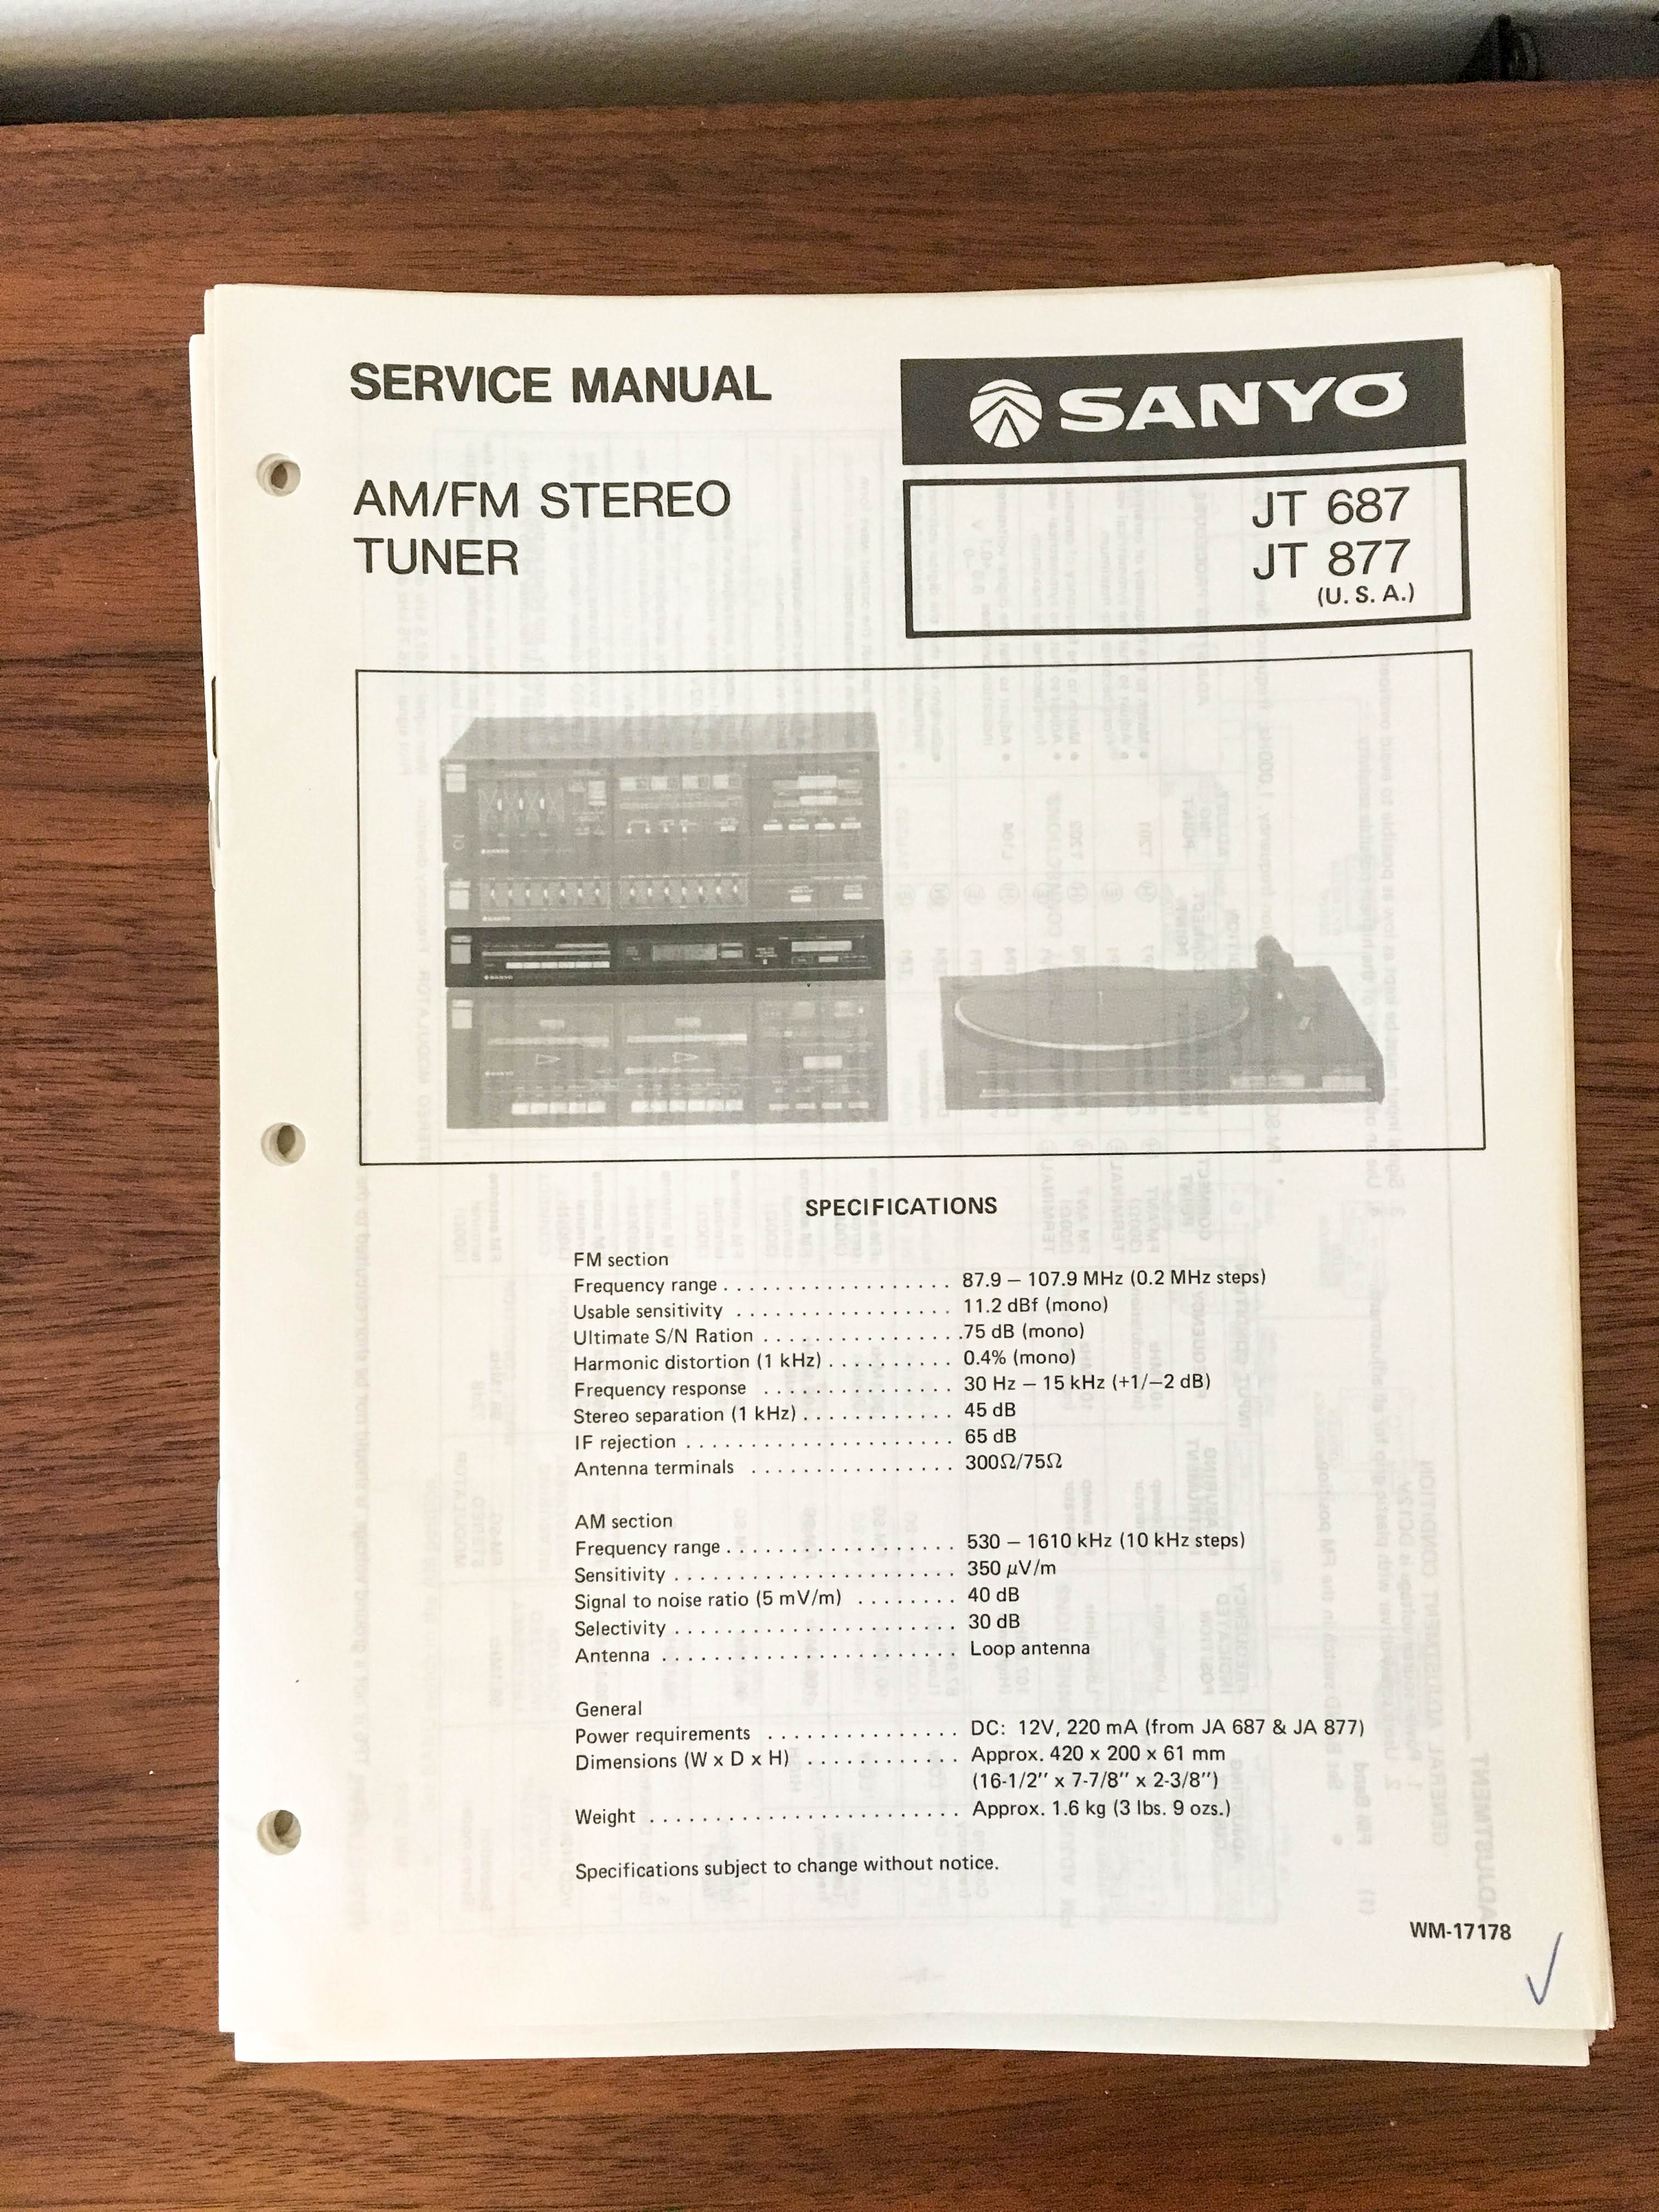 SERVICE MANUAL
SANYO
AM/FM STEREO
TUNER
JT 687
JT 877
(U. S. A.)
SANYO
SPECIFICATIONS
FM section
Frequency range . . . . . . . . . . . . . . . . . . 87.9 – 107.9 MHz (0.2 MHz steps)
Usable sensitivity . . . . . . . . . . . . . . . . . 11.2 dBf (mono)
Ultimate S/N Ration . . . . . . . . . . . . . . . .75 dB (mono)
Harmonic distortion (1 kHz) . . . . . . . . . . 0.4% (mono)
Frequency response . . . . . . . . . . . . . . . 30 Hz – 15 kHz (+1/–2 dB)
Stereo separation (1 kHz) . . . . . . . . . . . . 45 dB
IF rejection . . . . . . . . . . . . . . . . . . . . . 65 dB
Antenna terminals . . . . . . . . . . . . . . . . 300Ω/75Ω
AM section
Frequency range . . . . . . . . . . . . . . . . . . 530 – 1610 kHz (10 kHz steps)
Sensitivity . . . . . . . . . . . . . . . . . . . . . . 350 μV/m
Signal to noise ratio (5 mV/m) . . . . . . . . 40 dB
Selectivity . . . . . . . . . . . . . . . . . . . . . . 30 dB
Antenna . . . . . . . . . . . . . . . . . . . . . . . Loop antenna
General
Power requirements . . . . . . . . . . . . . . . DC: 12V, 220 mA (from JA 687 & JA 877)
Dimensions (W x D x H) . . . . . . . . . . . . Approx. 420 x 200 x 61 mm
(16-1/2′′ x 7-7/8′′ x 2-3/8′′)
Weight . . . . . . . . . . . . . . . . . . . . . . . . Approx. 1.6 kg (3 lbs. 9 ozs.)
Specifications subject to change without notice.
WM-17178